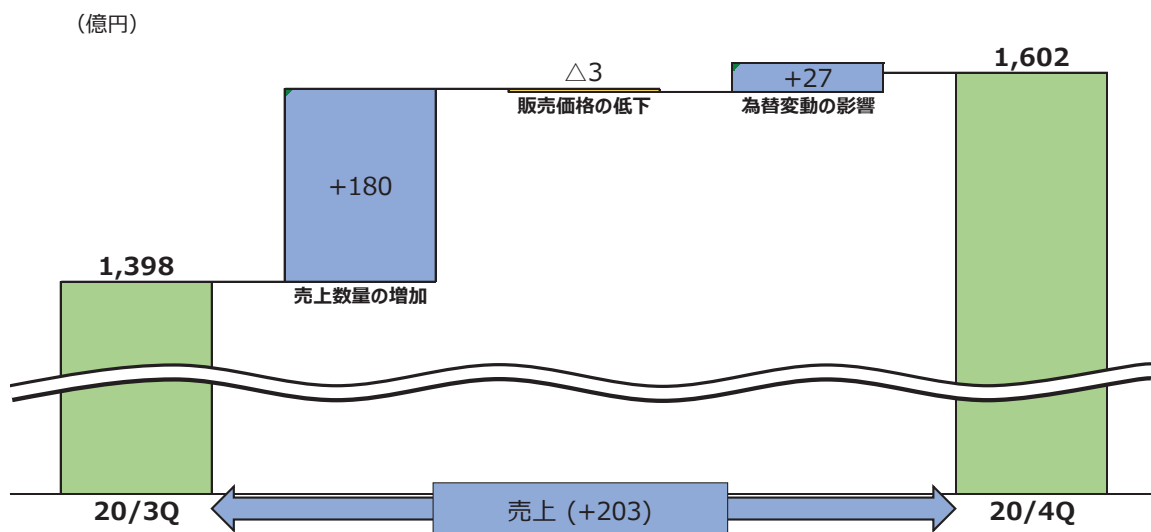 （億円）
1,398
+180
売上数量の増加
△3
販売価格の低下
+27
為替変動の影響
1,602
20/3Q
売上 (+203)
20/4Q